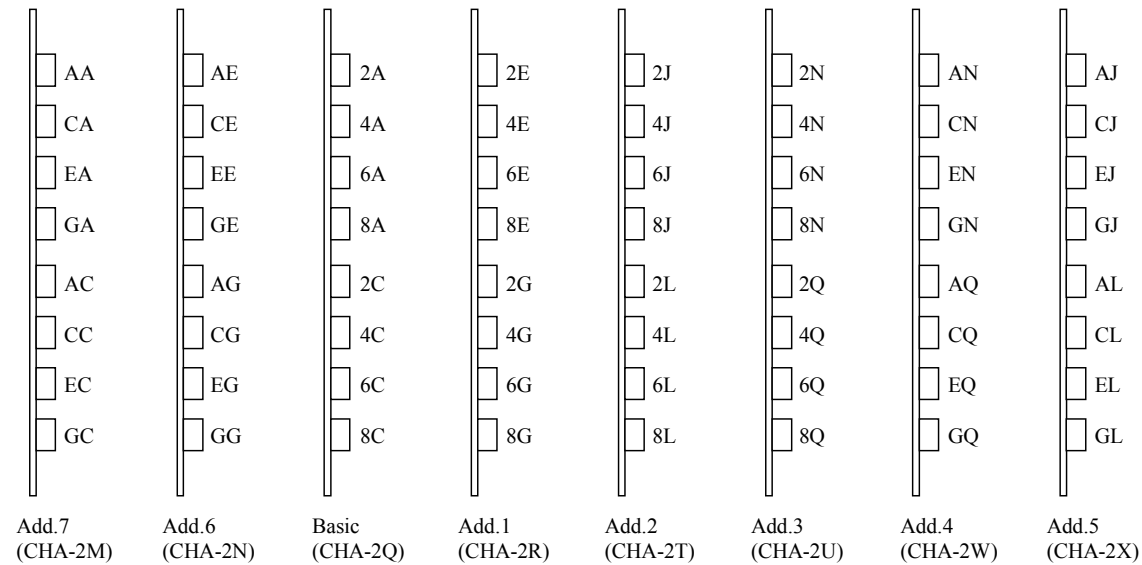 AA AE 2A 2E 2J 2N AN AJ
CA CE 4A 4E 4J 4N CN CJ
EA EE 6A 6E 6J 6N EN EJ
GA GE 8A 8E 8J 8N GN GJ
AC AG 2C 2G 2L 2Q AQ AL
CC CG 4C 4G 4L 4Q CQ CL
EC EG 6C 6G 6L 6Q EQ EL
GC GG 8C 8G 8L 8Q GQ GL
Add.7 Add.6 Basic Add.1 Add.2 Add.3 Add.4 Add.5
(CHA-2M) (CHA-2N) (CHA-2Q) (CHA-2R) (CHA-2T) (CHA-2U) (CHA-2W) (CHA-2X)